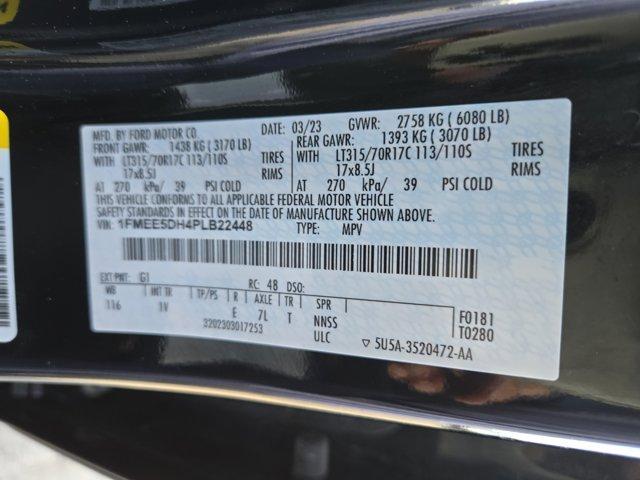 MFD. BY FORD MOTOR CO.
DATE: 03/23 GVWR: 2758 KG ( 6080 LB)
FRONT GAWR: 1438 KG ( 3170 LB) REAR GAWR: 1393 KG ( 3070 LB)
WITH LT315/70R17C 113/110S TIRES WITH LT315/70R17C 113/110S TIRES
17x8.5J RIMS 17x8.5J RIMS
AT 270 kPa/ 39 PSI COLD AT 270 kPa/ 39 PSI COLD
THIS VEHICLE CONFORMS TO ALL APPLICABLE FEDERAL MOTOR VEHICLE
SAFETY STANDARDS IN EFFECT ON THE DATE OF MANUFACTURE SHOWN ABOVE.
VIN: 1FMEE5DH4PLB22448 TYPE: MPV
EXT PNT: G1 RC: 48 DSO:
WB INT TR TP/PS R AXLE TR SPR
116 1V E 7L T NNSS
ULC
3202303017253
F0181
T0280
▽ 5U5A-3520472-AA